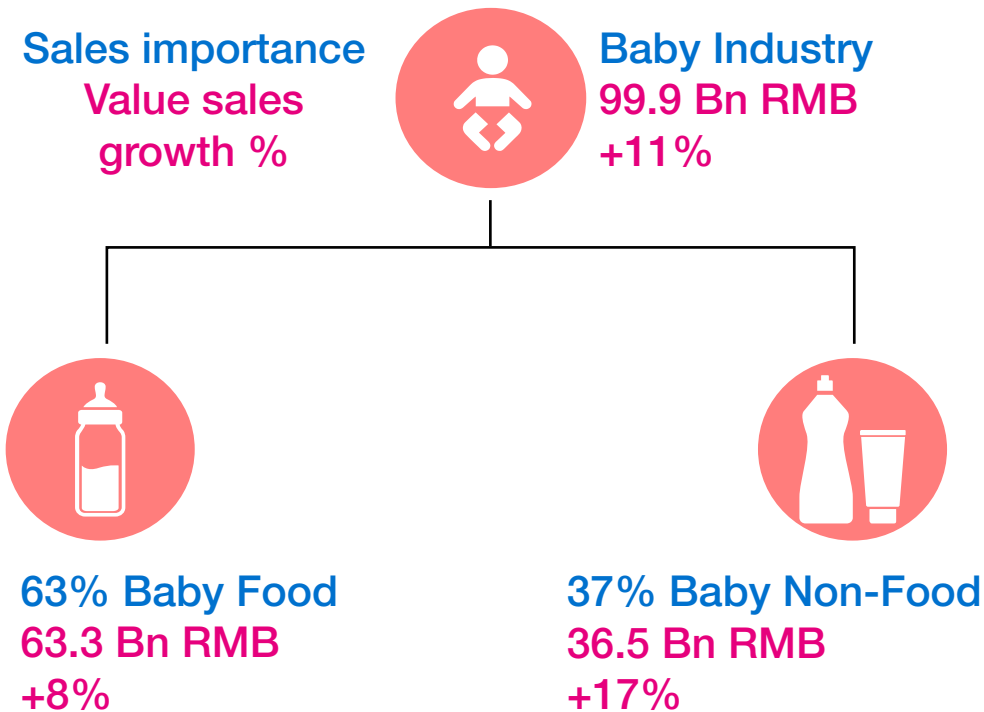 Sales importance
Value sales
growth %
Baby Industry
99.9 Bn RMB
+11%
63% Baby Food
63.3 Bn RMB
+8%
37% Baby Non-Food
36.5 Bn RMB
+17%